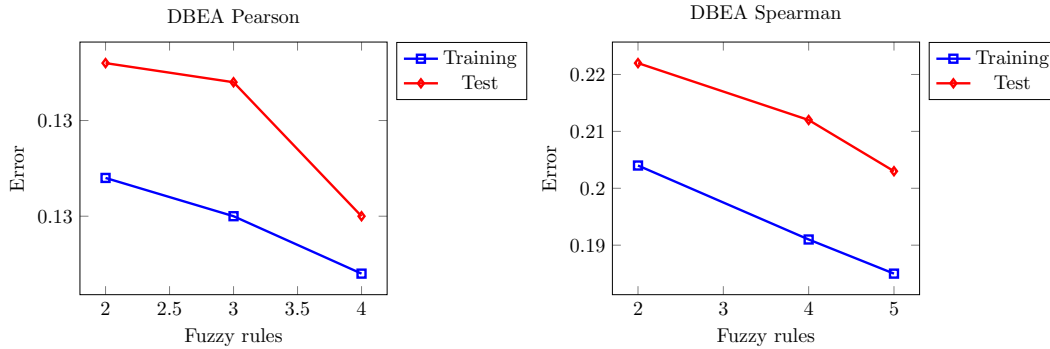 DBEA Pearson
Error
0.13
0.13
2
2.5
3
3.5
4
Fuzzy rules
Training
Test
DBEA Spearman
Error
0.22
0.21
0.2
0.19
2
3
4
5
Fuzzy rules
Training
Test